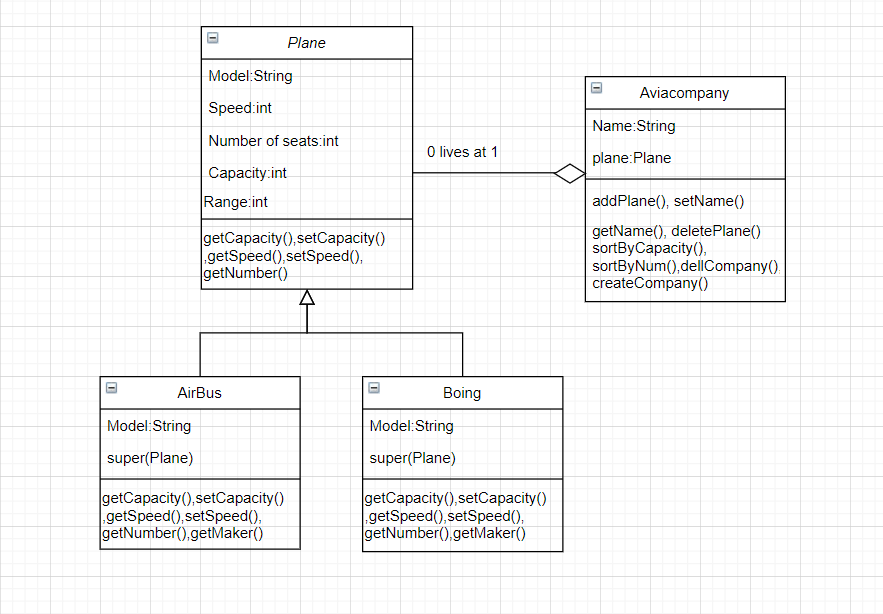 Plane
Model:String
Speed:int
Number of seats:int
Capacity:int
Range:int
getCapacity(),setCapacity()
,getSpeed(),setSpeed(),
getNumber()
0 lives at 1
Aviacompany
Name:String
plane:Plane
addPlane(), setName()
getName(), deletePlane()
sortByCapacity(),
sortByNum(),dellCompany(),
createCompany()
AirBus
Model:String
super(Plane)
getCapacity(),setCapacity()
,getSpeed(),setSpeed(),
getNumber(),getMaker()
Boing
Model:String
super(Plane)
getCapacity(),setCapacity()
,getSpeed(),setSpeed(),
getNumber(),getMaker()